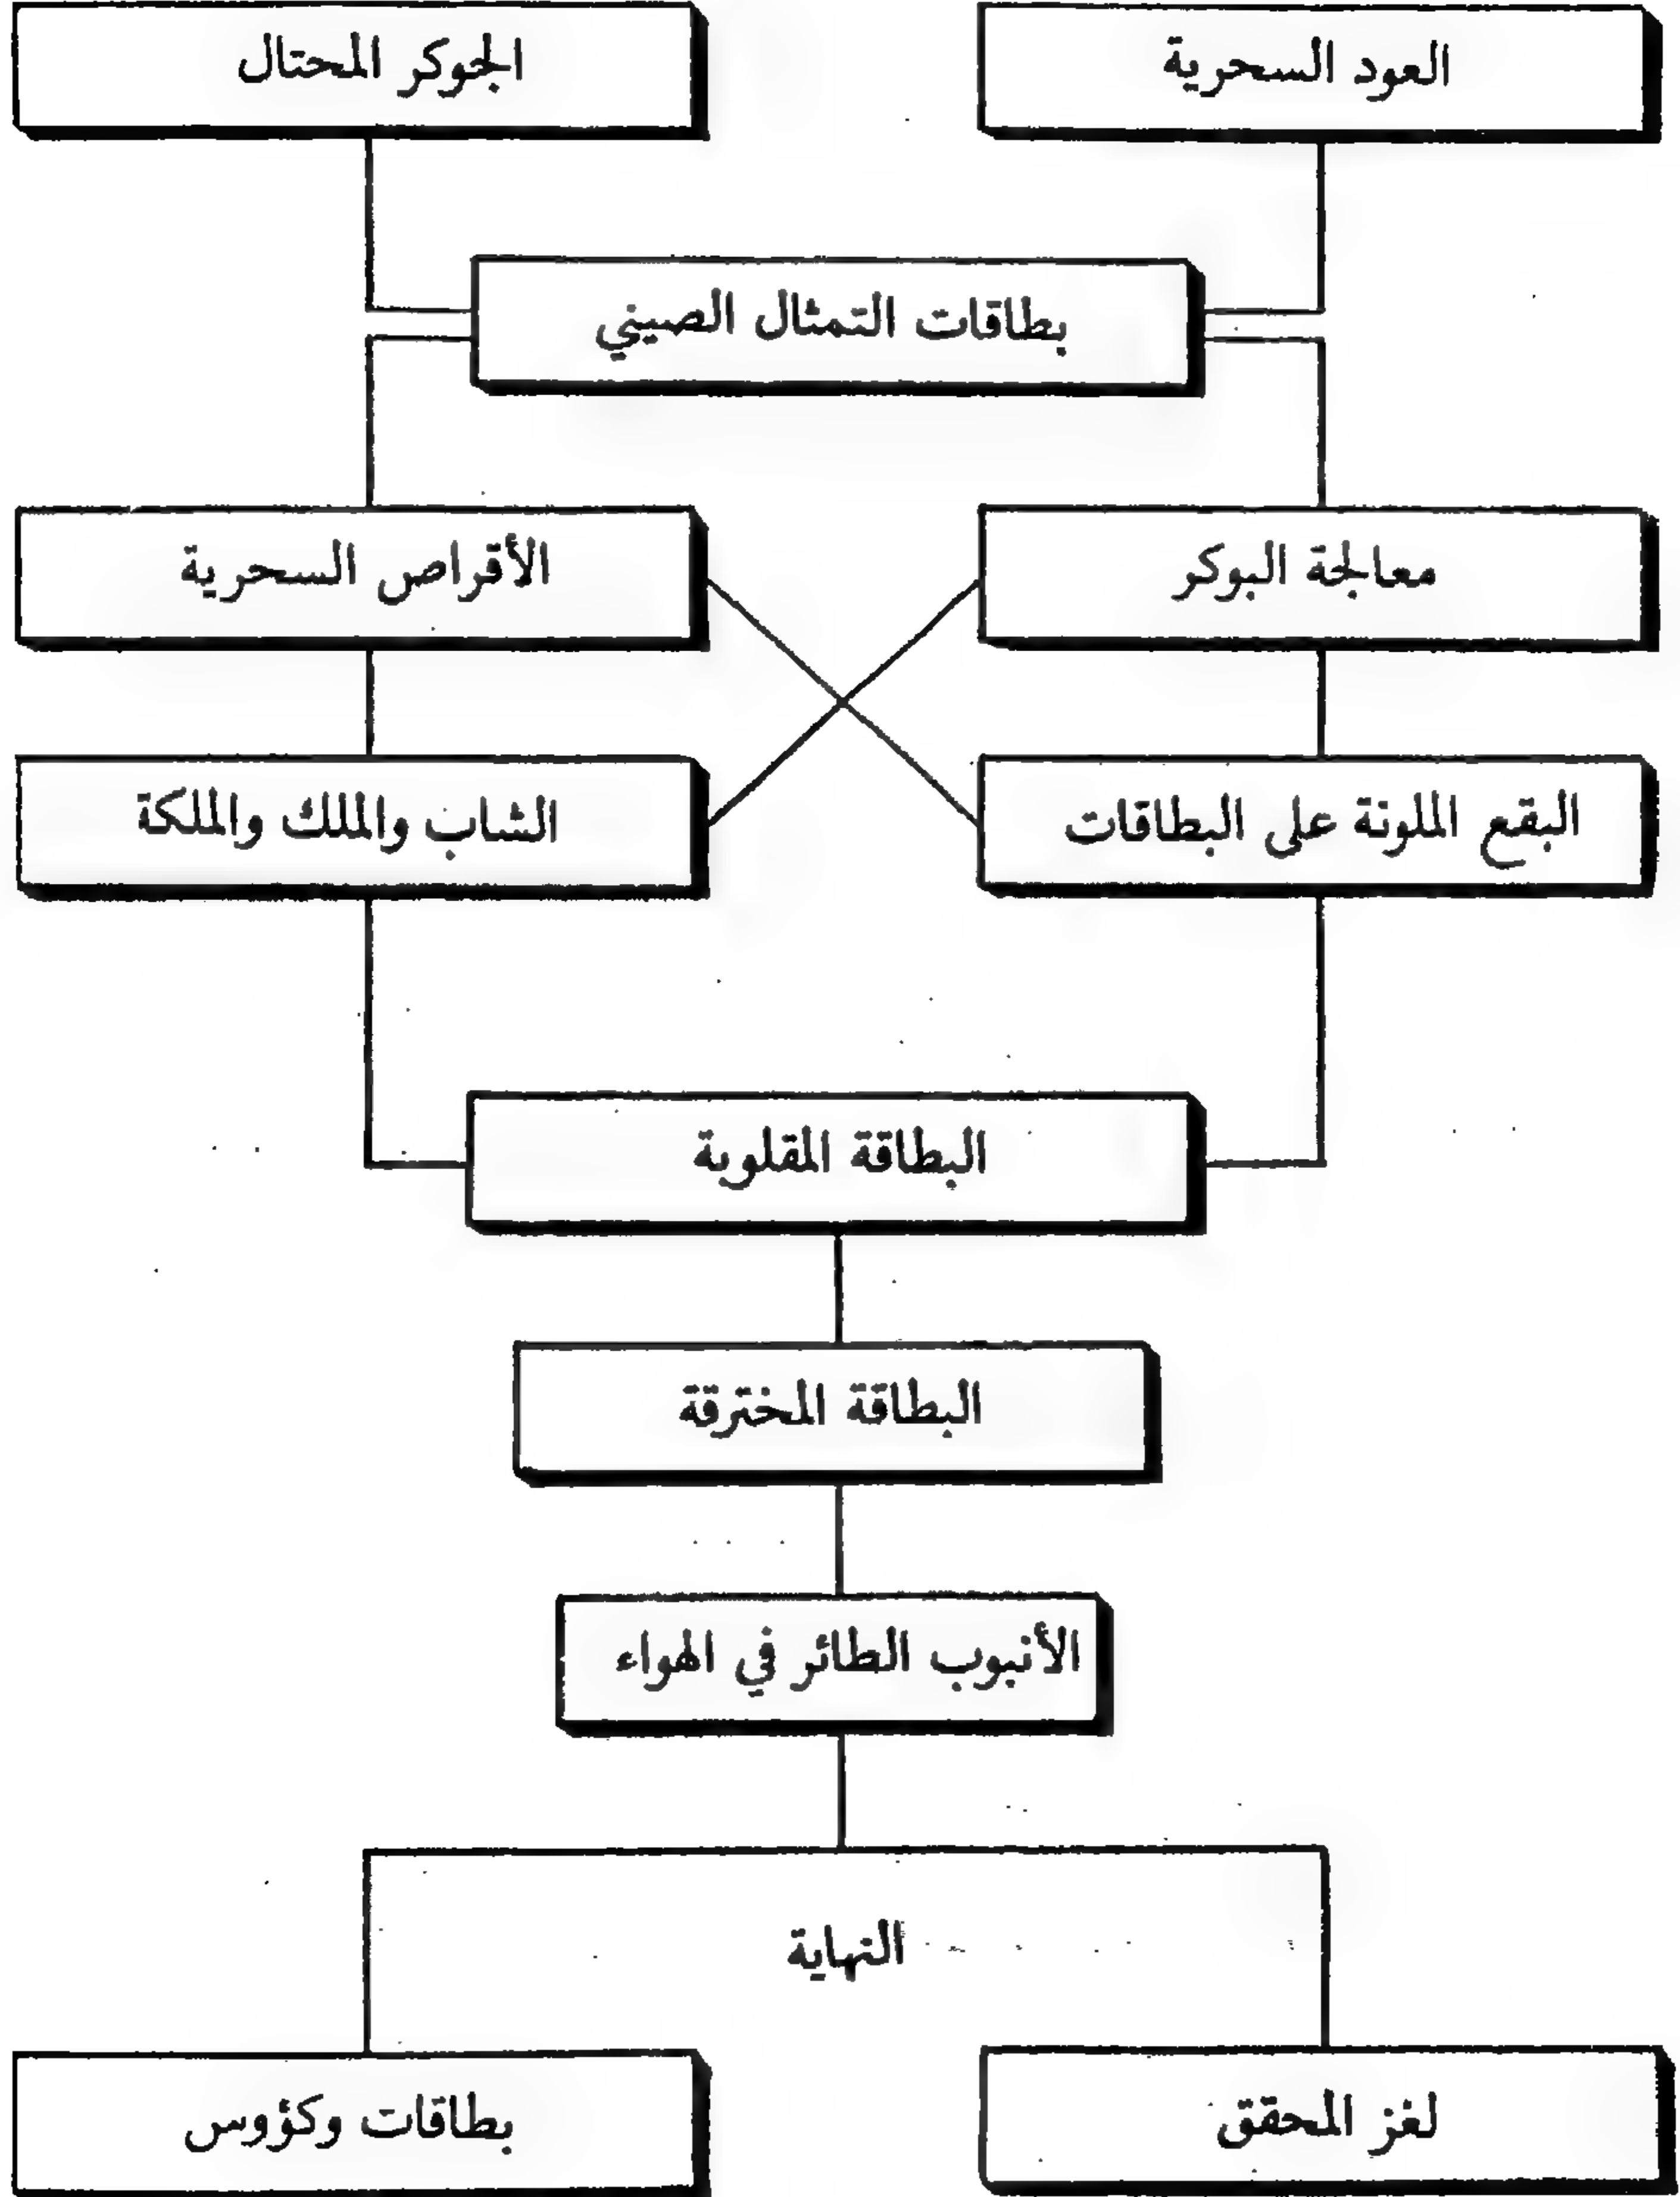 العود السحرية
الجوكر المحتال
بطاقات التمثال الصيني
معالجة البوكر
الأقراص السحرية
البقع الملونة على البطاقات
الشاب والملك والملكة
البطاقة المقلوبة
البطاقة المخترقة
الأنبوب الطائر في الهواء
النهاية
لغز المحقق
بطاقات وكؤوس